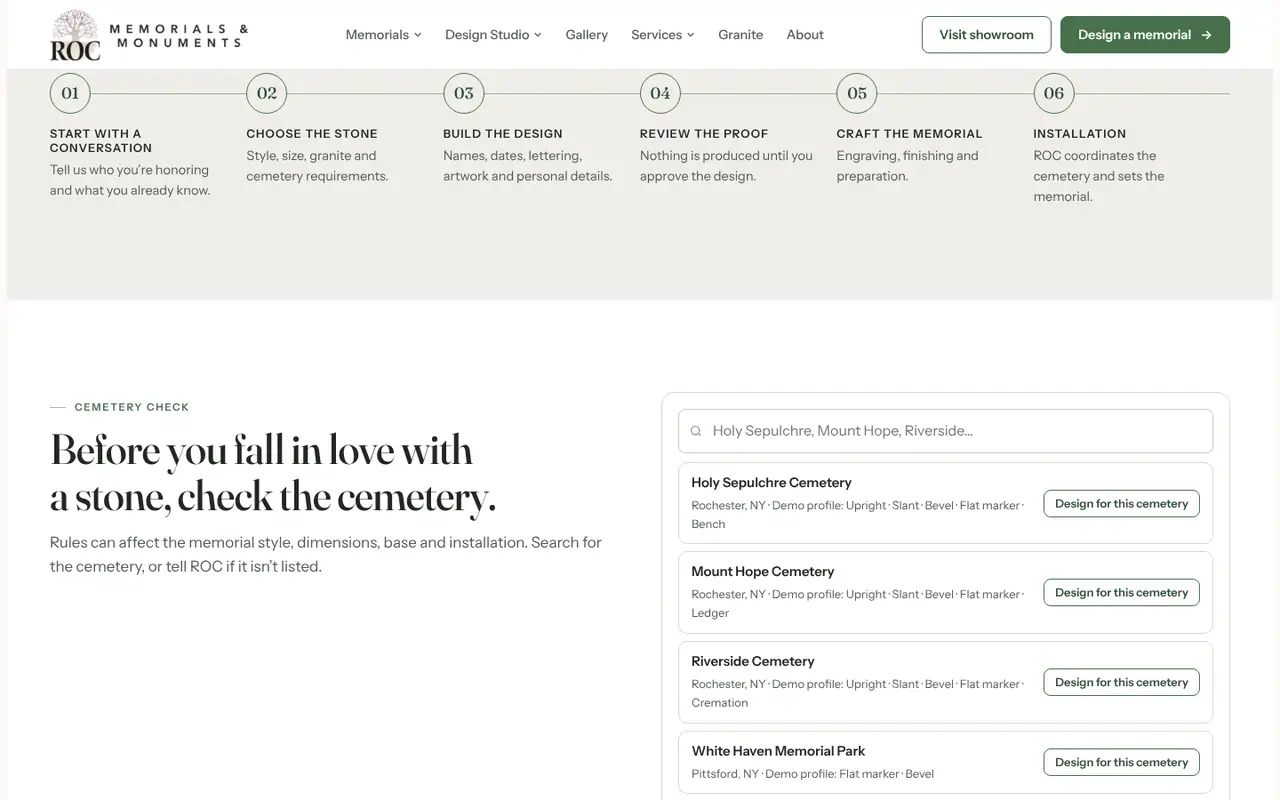 MEMORIALS &
MONUMENTS
ROC
Memorials
Design Studio
Gallery
Services
Granite
About
Visit showroom
Design a memorial →
01
02
03
04
05
06
START WITH A
CONVERSATION
Tell us who you're honoring
and what you already know.
CHOOSE THE STONE
Style, size, granite and
cemetery requirements.
BUILD THE DESIGN
Names, dates, lettering,
artwork and personal details.
REVIEW THE PROOF
Nothing is produced until you
approve the design.
CRAFT THE MEMORIAL
Engraving, finishing and
preparation.
INSTALLATION
ROC coordinates the
cemetery and sets the
memorial.
CEMETERY CHECK
Before you fall in love with
a stone, check the cemetery.
Rules can affect the memorial style, dimensions, base and installation. Search for
the cemetery, or tell ROC if it isn't listed.
Holy Sepulchre, Mount Hope, Riverside...
Holy Sepulchre Cemetery
Rochester, NY · Demo profile: Upright · Slant · Bevel · Flat marker ·
Bench
Design for this cemetery
Mount Hope Cemetery
Rochester, NY · Demo profile: Upright · Slant · Bevel · Flat marker ·
Ledger
Design for this cemetery
Riverside Cemetery
Rochester, NY · Demo profile: Upright · Slant · Bevel · Flat marker ·
Cremation
Design for this cemetery
White Haven Memorial Park
Pittsford, NY · Demo profile: Flat marker · Bevel
Design for this cemetery